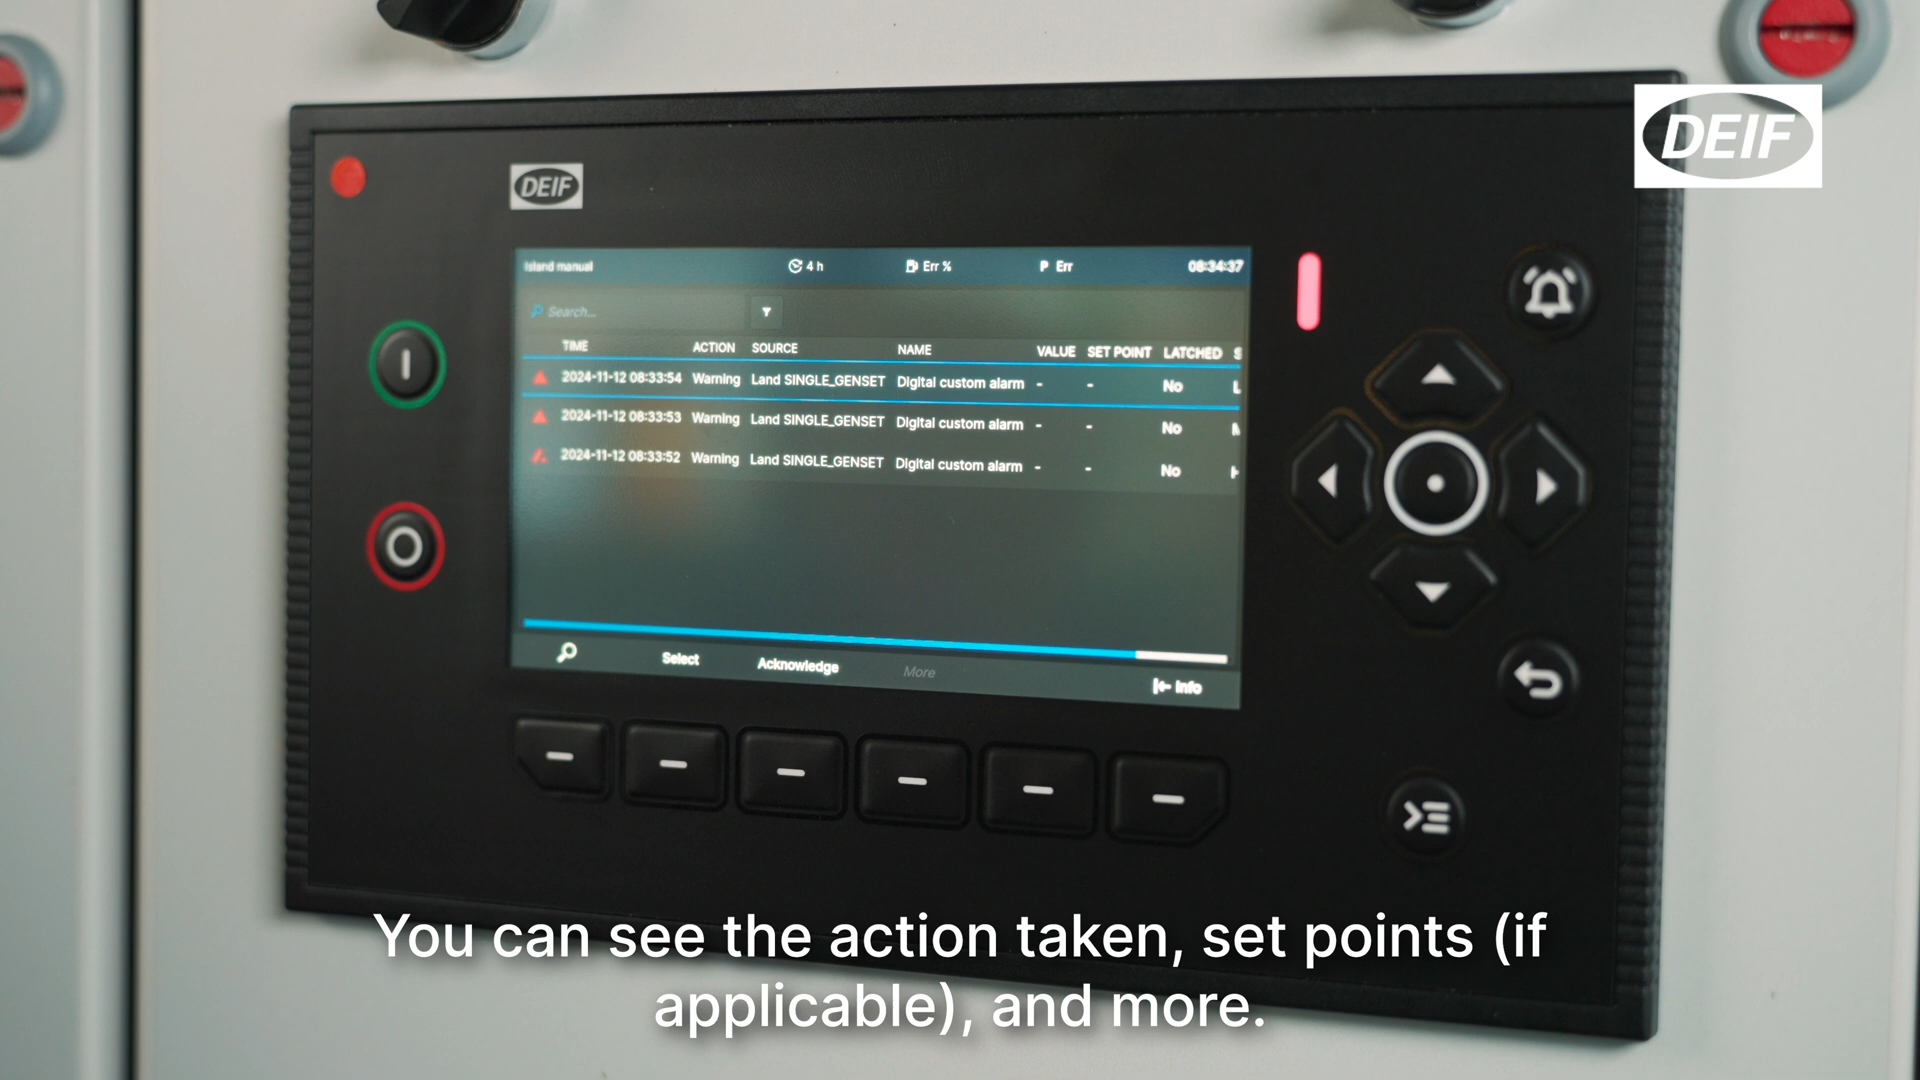 DEIF
DEIF
Island manual 4 h Err % P Err 08:34:37
Search...
TIME ACTION SOURCE NAME VALUE SET POINT LATCHED S
2024-11-12 08:33:54 Warning Land SINGLE_GENSET Digital custom alarm - - No L
2024-11-12 08:33:53 Warning Land SINGLE_GENSET Digital custom alarm - - No
2024-11-12 08:33:52 Warning Land SINGLE_GENSET Digital custom alarm - - No
Select Acknowledge More Info
You can see the action taken, set points (if
applicable), and more.